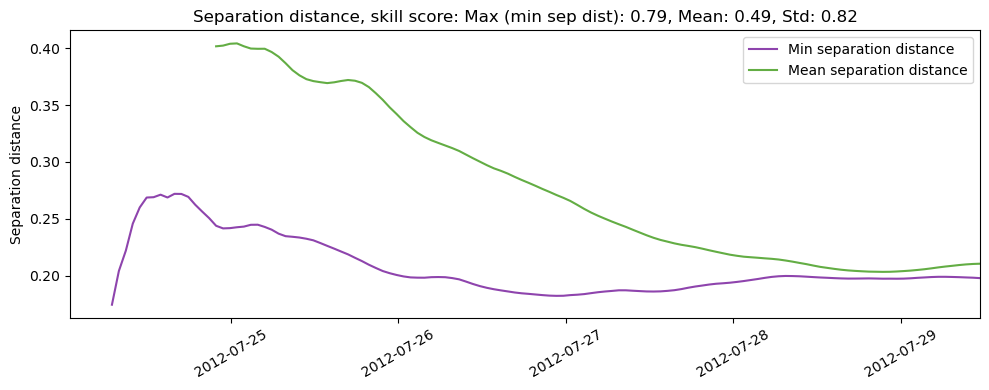 Separation distance, skill score: Max (min sep dist): 0.79, Mean: 0.49, Std: 0.82
Min separation distance
Mean separation distance
Separation distance
0.40
0.35
0.30
0.25
0.20
2012-07-25
2012-07-26
2012-07-27
2012-07-28
2012-07-29